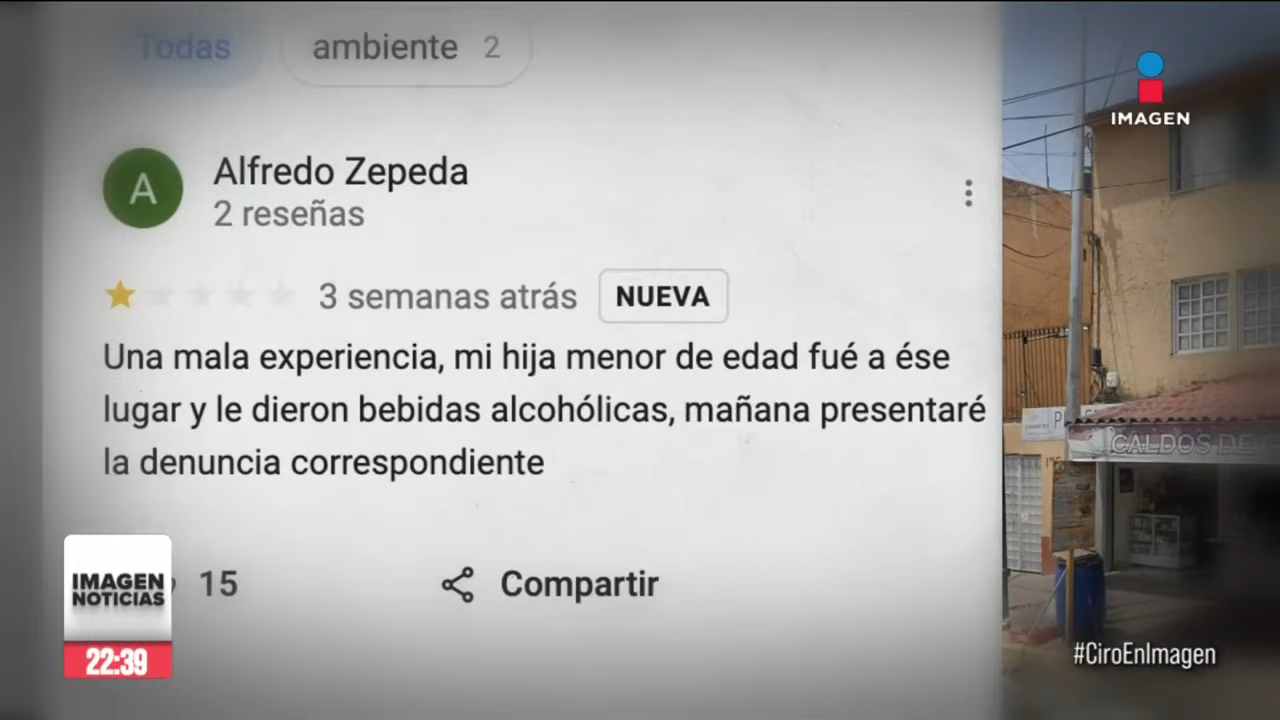 Todas
ambiente 2
IMAGEN
A
Alfredo Zepeda
2 reseñas
3 semanas atrás NUEVA
Una mala experiencia, mi hija menor de edad fué a ése
lugar y le dieron bebidas alcohólicas, mañana presentaré
la denuncia correspondiente
CALDOS DE
15
Compartir
IMAGEN
NOTICIAS
22:39
#CiroEnImagen